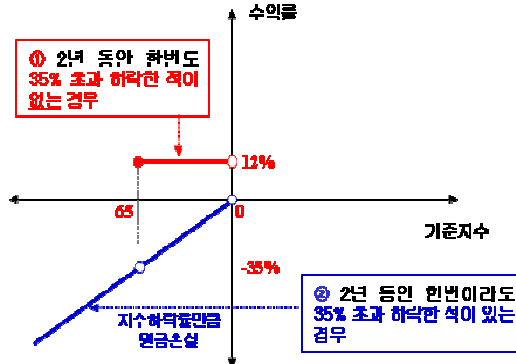 수익률
① 2년 동안 한번도
35% 초과 하락한 적이
없는 경우
12%
65
0
기준지수
-35%
지수하락률만큼
원금손실
② 2년 동안 한번이라도
35% 초과 하락한 적이 있는
경우